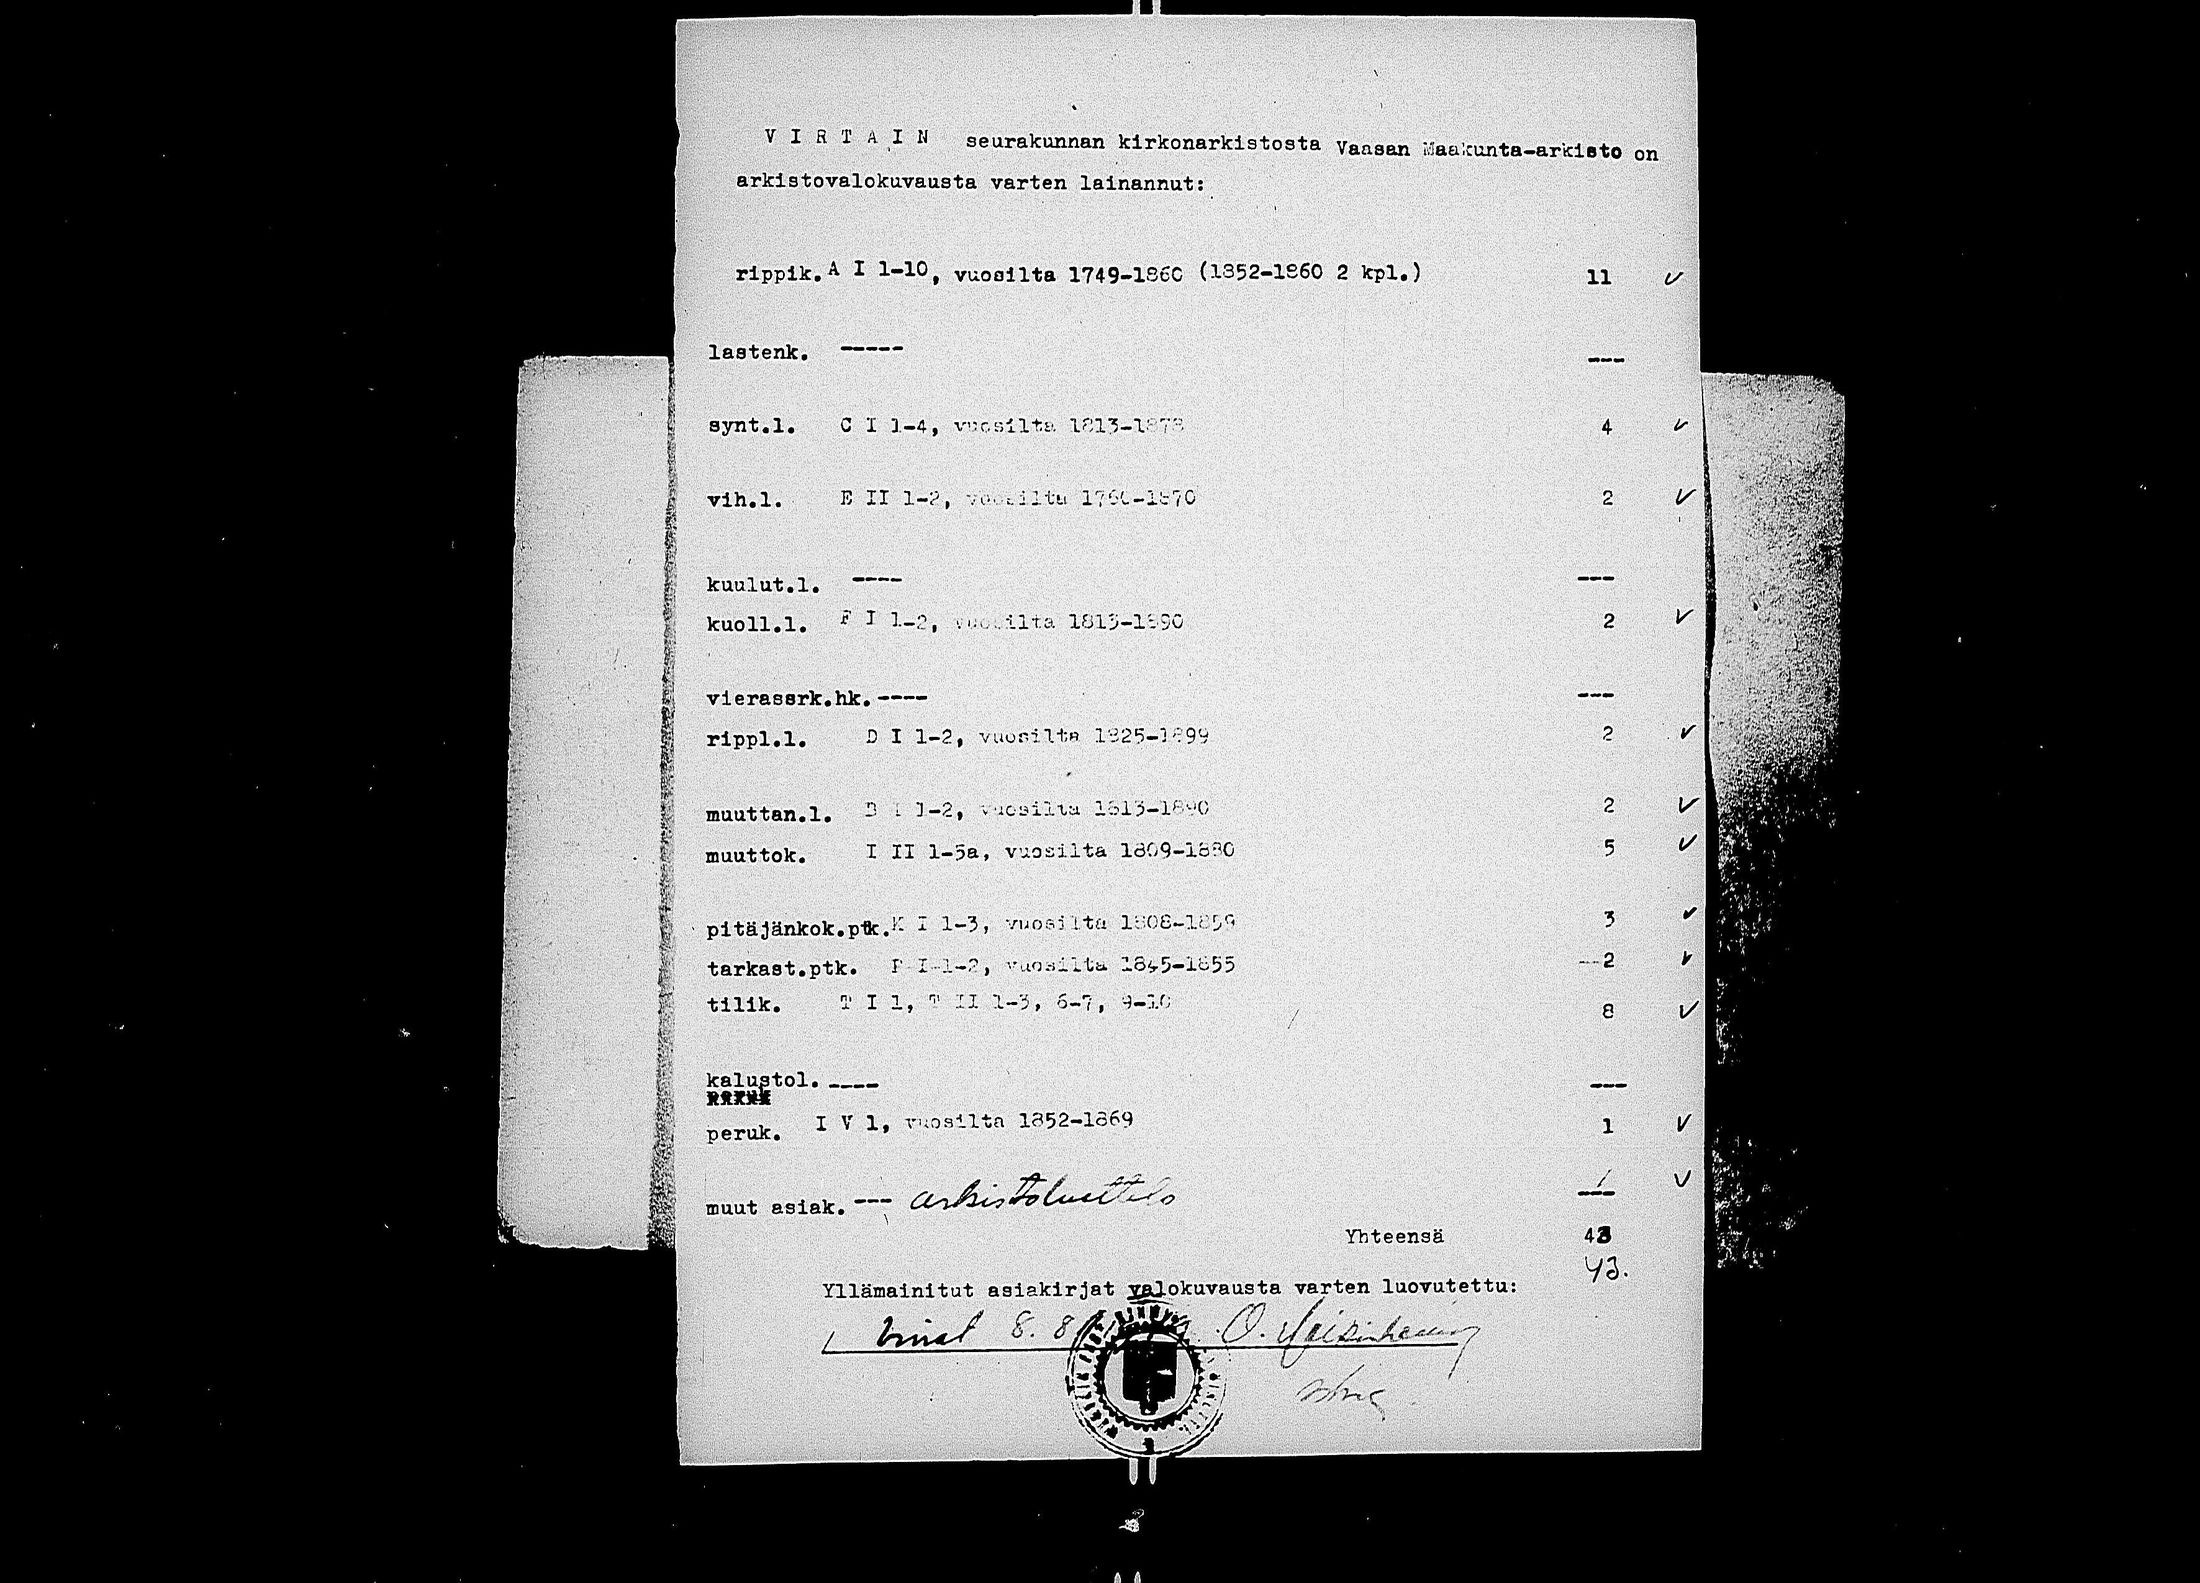 V I R T A I N seurakunnan kirkonarkistosta Vaasan Maakunta-arkisto on
arkistovalokuvausta varten lainannut:
rippik. A I 1-10, vuosilta 1749-1860 (1852-1860 2 kpl.) 11 ✓
lastenk. ----- ---
synt.l. C I 1-4, vuosilta 1813-1878 4 ✓
vih.l. E II 1-2, vuosilta 1760-1870 2 ✓
kuulut.l. ---- ---
kuoll.l. F I 1-2, vuosilta 1813-1890 2 ✓
vierassrk.hk. ---- ---
rippl.l. D I 1-2, vuosilta 1825-1899 2 ✓
muuttan.l. B I 1-2, vuosilta 1813-1890 2 ✓
muuttok. I II 1-5a, vuosilta 1809-1880 5 ✓
pitäjänkok.ptk. K I 1-3, vuosilta 1808-1859 3 ✓
tarkast.ptk. P I 1-2, vuosilta 1845-1855 2 ✓
tilik. T I 1, T II 1-3, 6-7, 9-10 8 ✓
kalustol. ---- ---
peruk. I V 1, vuosilta 1852-1869 1 ✓
muut asiak. --- arkistoluettelo 1 ✓
Yhteensä 43
43.
Yllämainitut asiakirjat valokuvausta varten luovutettu:
8. 8 O.